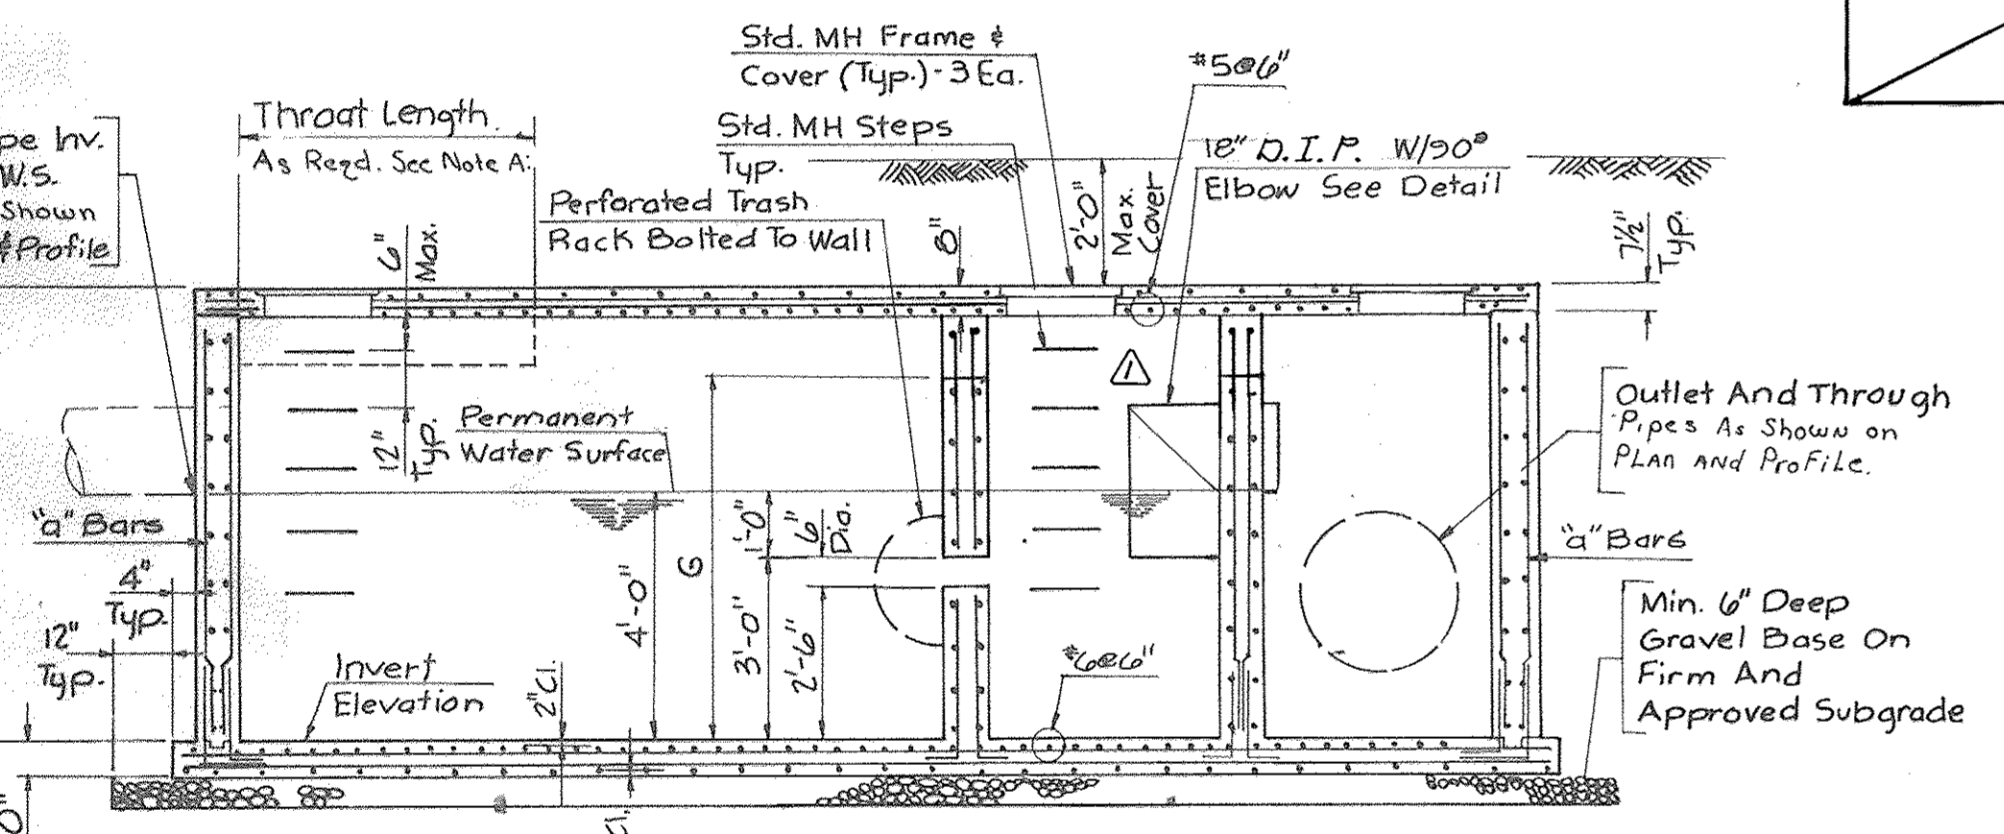 Std. MH Frame &
Cover (Typ.) - 3 Ea.
#5@6"
Throat Length
As Reqd. See Note A:
Std. MH Steps
Typ.
18" D.I.P. W/90°
Elbow See Detail
pe Inv.
W.S.
Shown
& Profile
Perforated Trash
Rack Bolted To Wall
6"
Max.
8"
2'-0"
Max.
Cover
7½"
Typ.
12"
Typ.
Permanent
Water Surface
1
Outlet And Through
Pipes As Shown on
PLAN AND PROFILE.
"a" Bars
"a" Bars
4"
Typ.
12"
Typ.
4'-0"
G
1'-0"
6"
Dia.
3'-0"
2'-6"
Min. 6" Deep
Gravel Base On
Firm And
Approved Subgrade
Invert
Elevation
2" Cl.
#6@6"